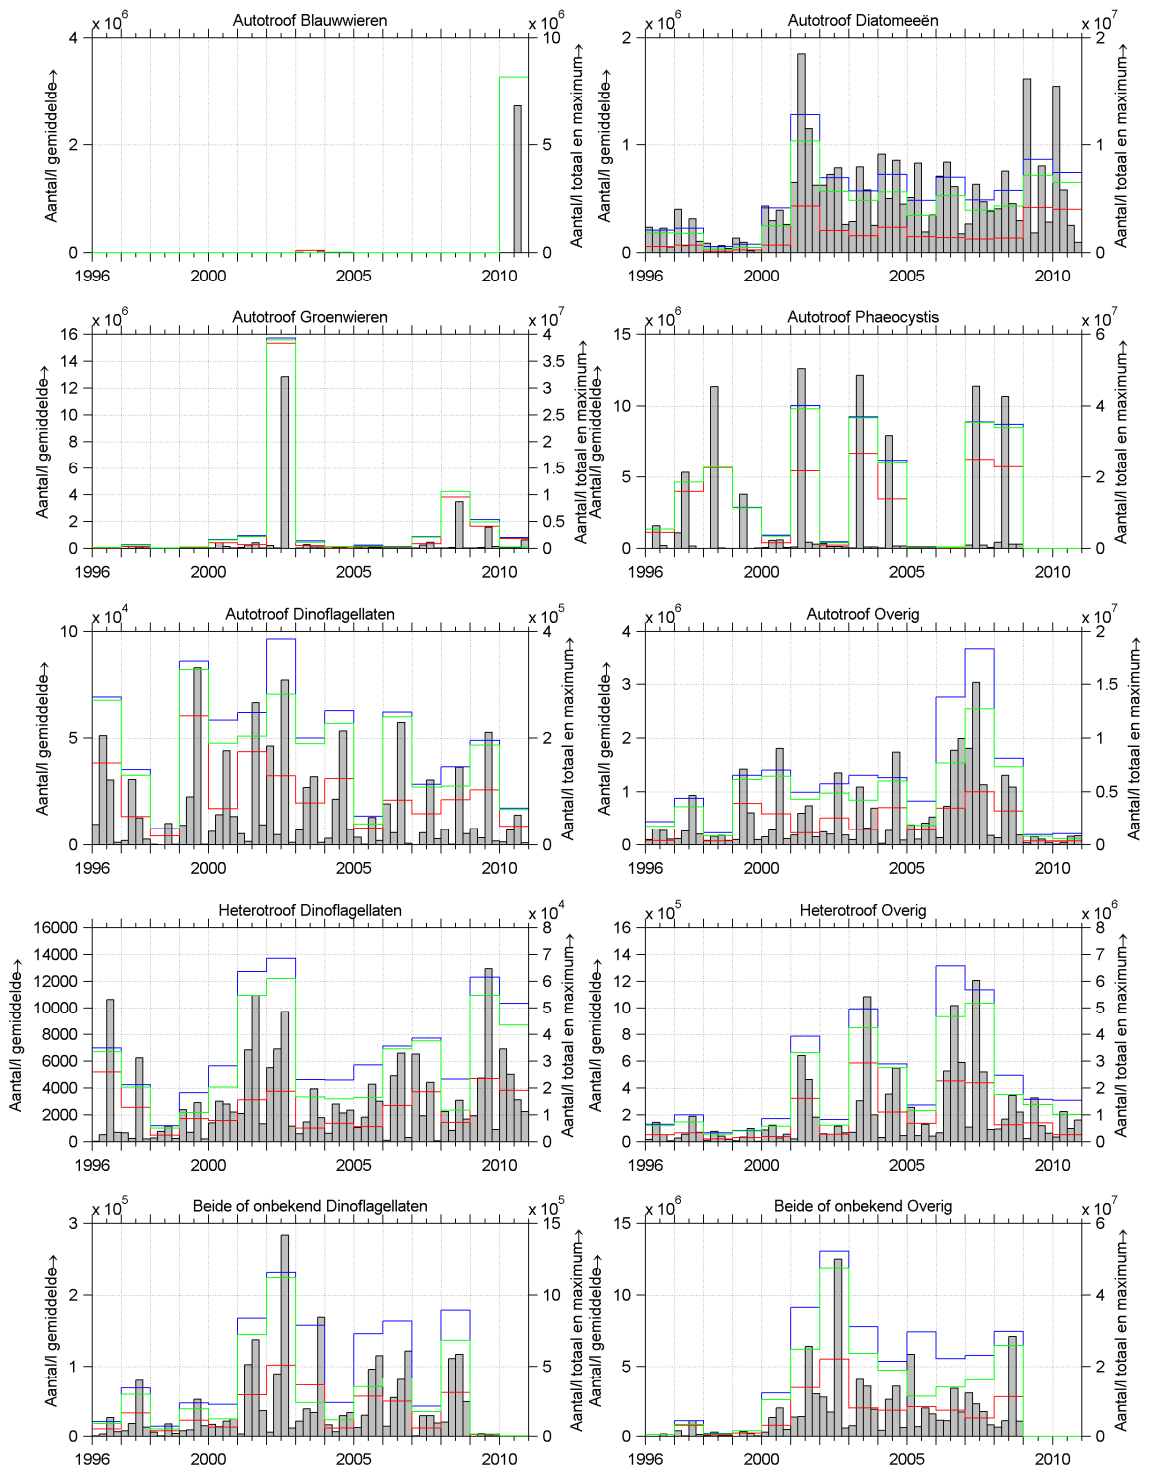 Autotroof Blauwwieren
x 10^6
x 10^6
4
2
0
10
5
0
Aantal/l gemiddelde→
Aantal/l totaal en maximum→
1996
2000
2005
2010
Autotroof Diatomeeën
x 10^6
x 10^7
2
1
0
2
1
0
Aantal/l gemiddelde→
Aantal/l totaal en maximum→
1996
2000
2005
2010
Autotroof Groenwieren
x 10^6
x 10^7
16
14
12
10
8
6
4
2
0
4
3.5
3
2.5
2
1.5
1
0.5
0
Aantal/l gemiddelde→
Aantal/l totaal en maximum→
1996
2000
2005
2010
Autotroof Phaeocystis
x 10^6
x 10^7
15
10
5
0
6
4
2
0
Aantal/l gemiddelde→
Aantal/l totaal en maximum→
1996
2000
2005
2010
Autotroof Dinoflagellaten
x 10^4
x 10^5
10
5
0
4
2
0
Aantal/l gemiddelde→
Aantal/l totaal en maximum→
1996
2000
2005
2010
Autotroof Overig
x 10^6
x 10^7
4
3
2
1
0
2
1.5
1
0.5
0
Aantal/l gemiddelde→
Aantal/l totaal en maximum→
1996
2000
2005
2010
Heterotroof Dinoflagellaten
x 10^4
16000
14000
12000
10000
8000
6000
4000
2000
0
8
7
6
5
4
3
2
1
0
Aantal/l gemiddelde→
Aantal/l totaal en maximum→
1996
2000
2005
2010
Heterotroof Overig
x 10^5
x 10^6
16
14
12
10
8
6
4
2
0
8
7
6
5
4
3
2
1
0
Aantal/l gemiddelde→
Aantal/l totaal en maximum→
1996
2000
2005
2010
Beide of onbekend Dinoflagellaten
x 10^5
x 10^5
3
2
1
0
15
10
5
0
Aantal/l gemiddelde→
Aantal/l totaal en maximum→
1996
2000
2005
2010
Beide of onbekend Overig
x 10^6
x 10^7
15
10
5
0
6
4
2
0
Aantal/l gemiddelde→
Aantal/l totaal en maximum→
1996
2000
2005
2010